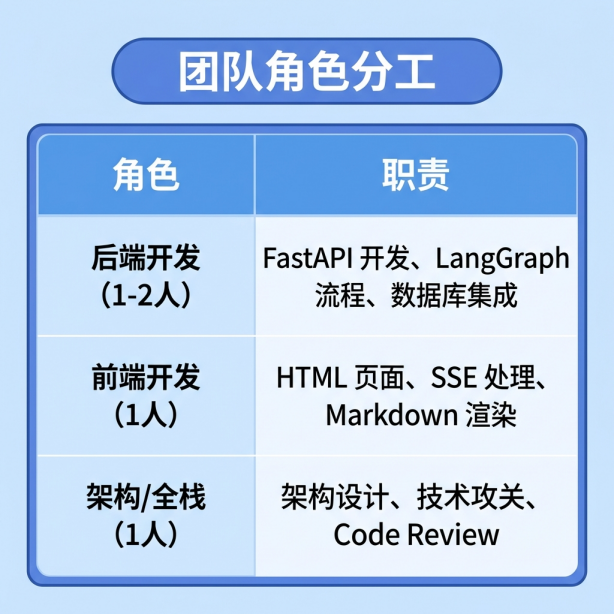 团队角色分工
角色
职责
后端开发
（1-2人）
FastAPI 开发、LangGraph
流程、数据库集成
前端开发
（1人）
HTML 页面、SSE 处理、
Markdown 渲染
架构/全栈
（1人）
架构设计、技术攻关、
Code Review